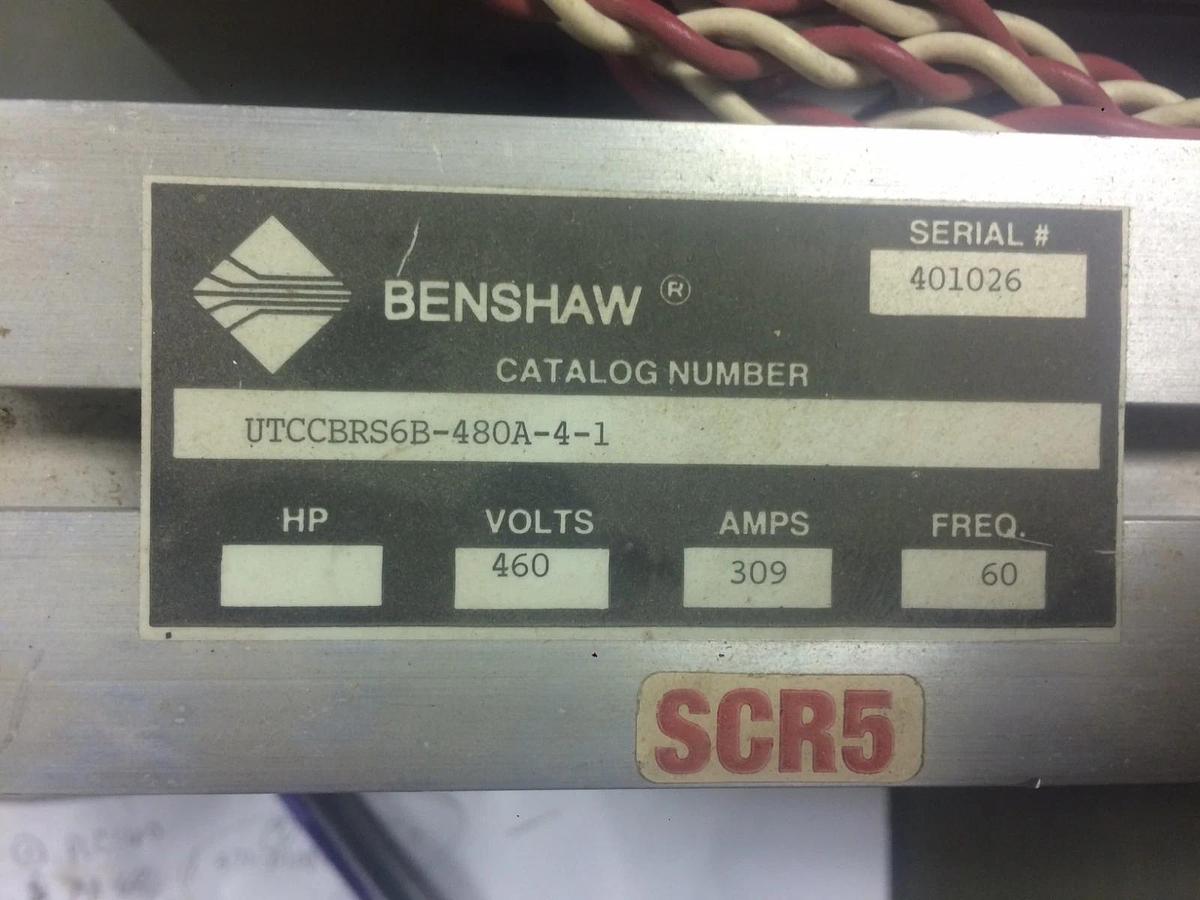 SERIAL #
401026
BENSHAW ®
CATALOG NUMBER
UTCCBRS6B-480A-4-1
HP VOLTS AMPS FREQ.
460 309 60
SCR5